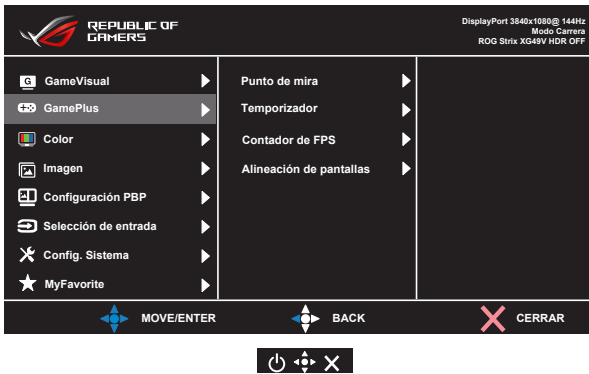 REPUBLIC OF
GAMERS
DisplayPort 3840x1080@ 144Hz
Modo Carrera
ROG Strix XG49V HDR OFF
G GameVisual
GamePlus
Color
Imagen
Configuración PBP
Selección de entrada
Config. Sistema
MyFavorite
Punto de mira
Temporizador
Contador de FPS
Alineación de pantallas
MOVE/ENTER
BACK
CERRAR